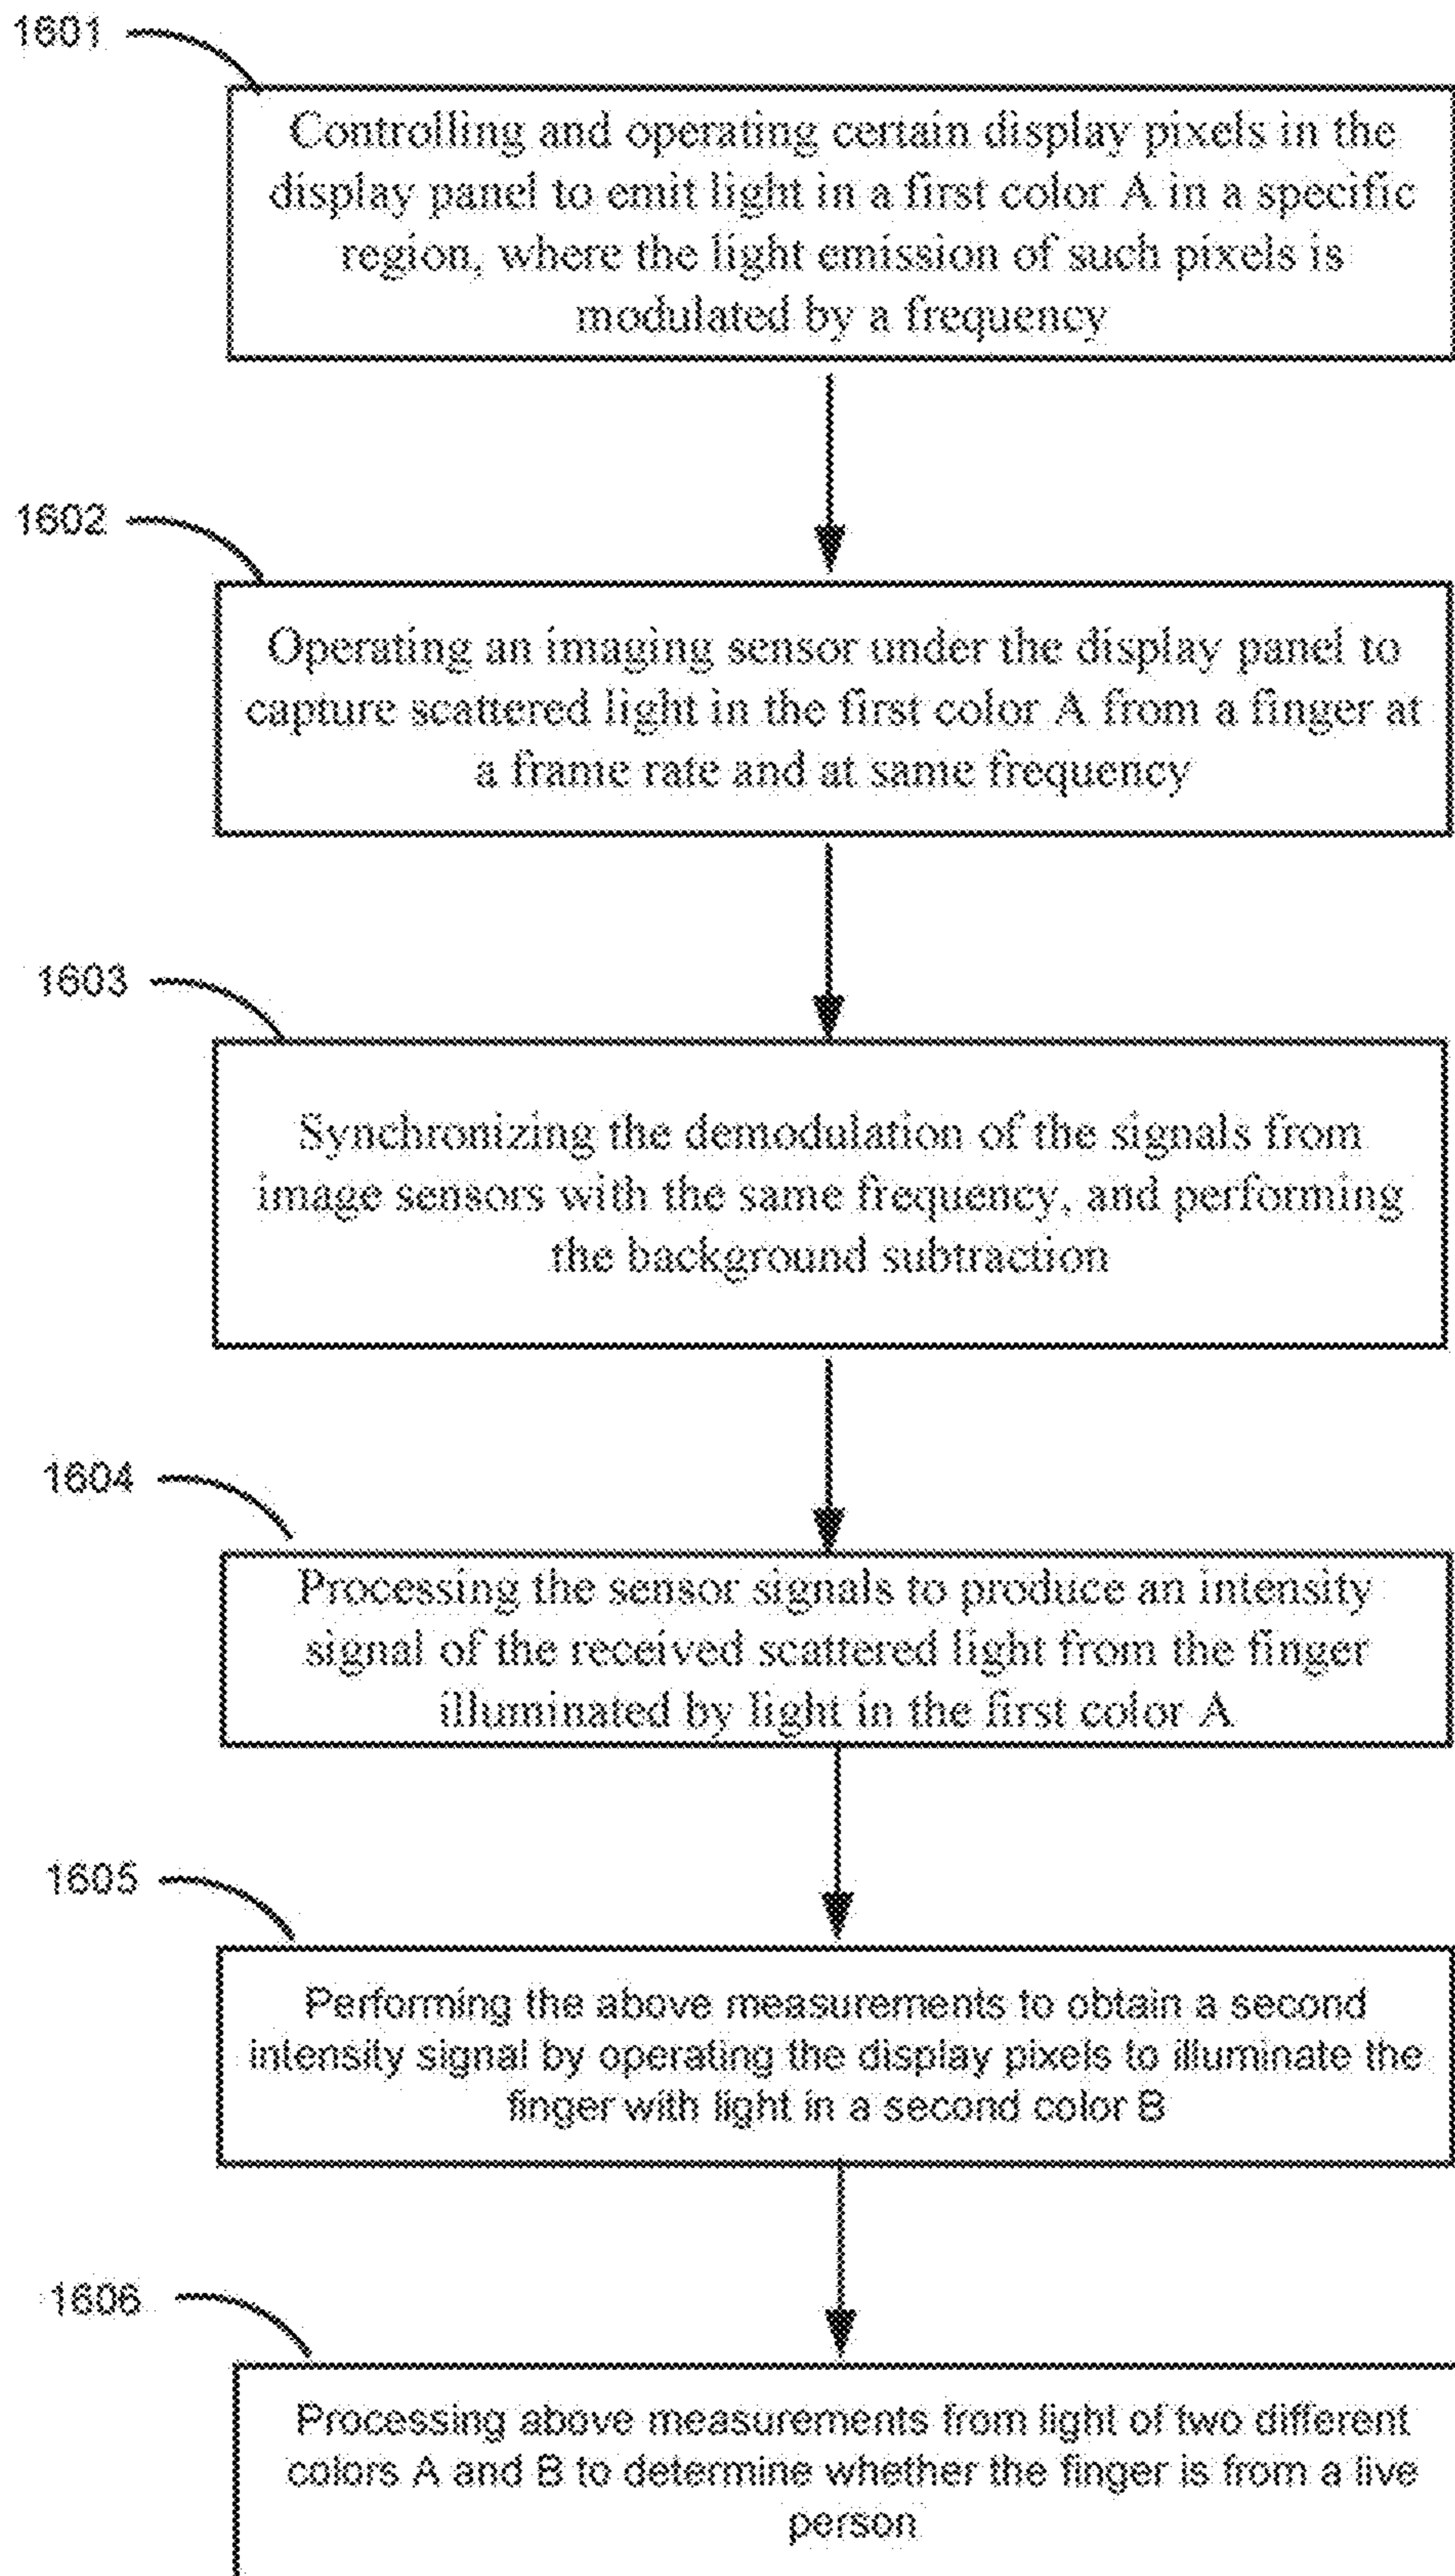 1601
Controlling and operating certain display pixels in the
display panel to emit light in a first color A in a specific
region, where the light emission of such pixels is
modulated by a frequency
1602
Operating an imaging sensor under the display panel to
capture scattered light in the first color A from a finger at
a frame rate and at same frequency
1603
Synchronizing the demodulation of the signals from
image sensors with the same frequency, and performing
the background subtraction
1604
Processing the sensor signals to produce an intensity
signal of the received scattered light from the finger
illuminated by light in the first color A
1605
Performing the above measurements to obtain a second
intensity signal by operating the display pixels to illuminate the
finger with light in a second color B
1606
Processing above measurements from light of two different
colors A and B to determine whether the finger is from a live
person